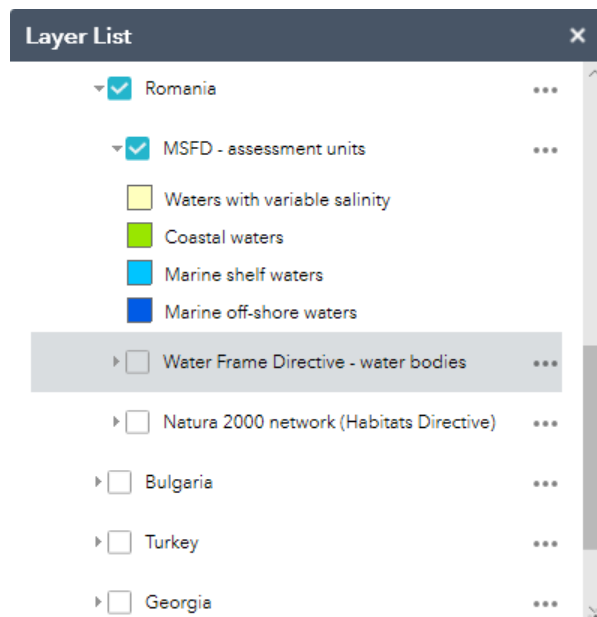 Layer List
Romania
MSFD - assessment units
Waters with variable salinity
Coastal waters
Marine shelf waters
Marine off-shore waters
Water Frame Directive - water bodies
Natura 2000 network (Habitats Directive)
Bulgaria
Turkey
Georgia